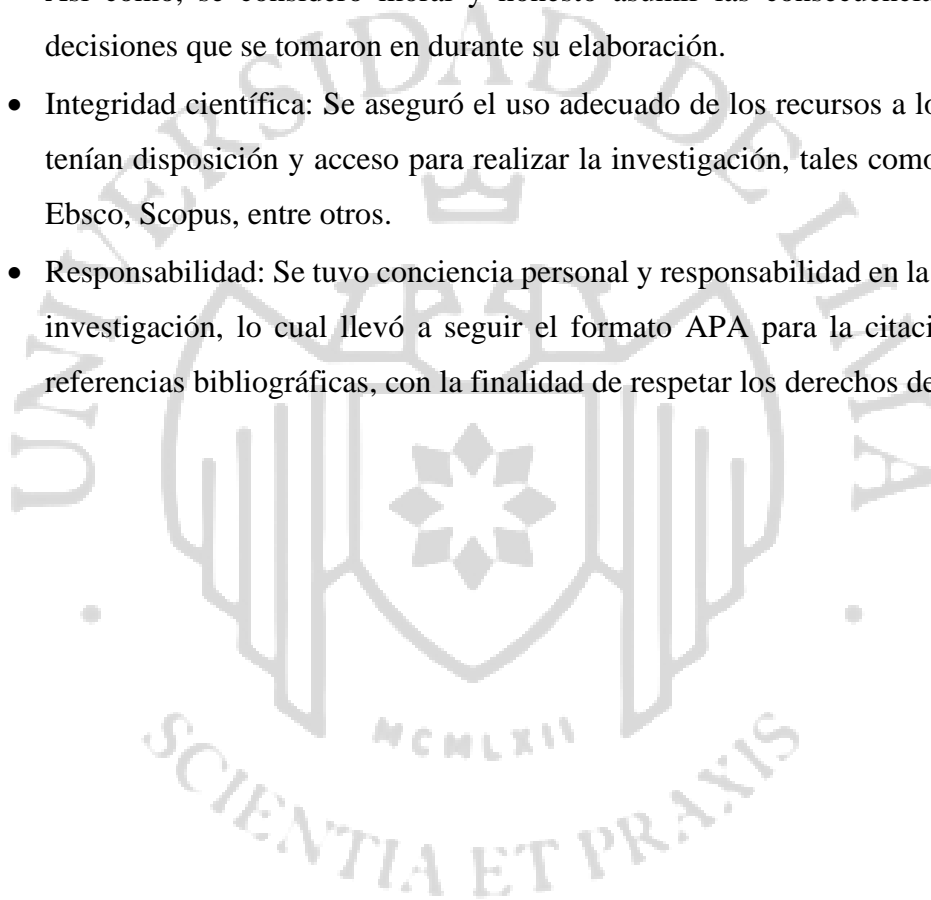 Así como, se consideró moral y honesto asumir las
decisiones que se tomaron en durante su elaboración.
• Integridad científica: Se aseguró el uso adecuado de los recursos a lo
tenían disposición y acceso para realizar la investigación, tales como
Ebsco, Scopus, entre otros.
• Responsabilidad: Se tuvo conciencia personal y responsabilidad en la
investigación, lo cual llevó a seguir el formato APA para la citaci
referencias bibliográficas, con la finalidad de respetar los derechos de
UNIVERSIDAD DE LIMA
MCMLXII
SCIENTIA ET PRAXIS